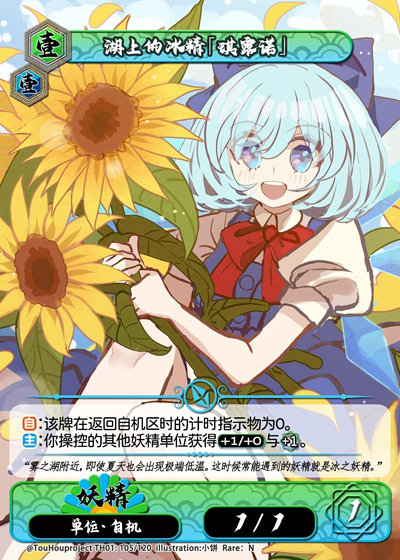 壹
湖上的冰精「琪露诺」
壹
自:该牌在返回自机区时的计时指示物为0。
主:你操控的其他妖精单位获得 +1/+0 与 +1。
“雾之湖附近，即使夏天也会出现极端低温。这时候常能遇到的妖精就是冰之妖精。”
妖精
单位·自机
1/1
1
@TouHouproject TH01: 105/120 illustration:小饼 Rare: N